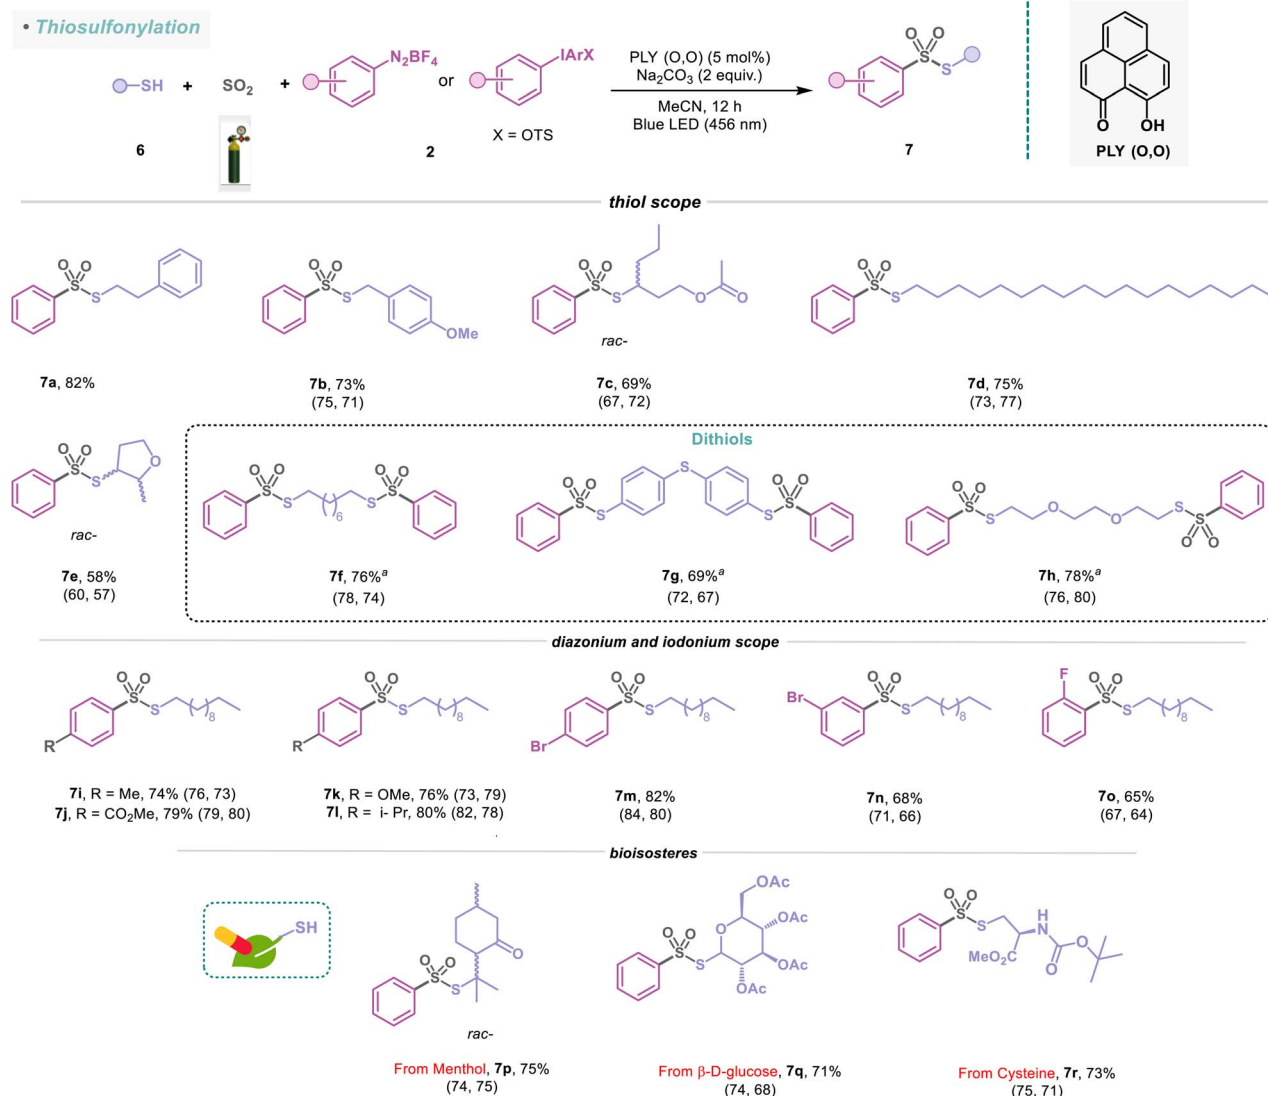 • Thiosulfonylation
SH + SO2 + N2BF4 or IArX
PLY (O,O) (5 mol%)
Na2CO3 (2 equiv.)
MeCN, 12 h
Blue LED (456 nm)
O O
S
S
X = OTS
6
2
7
O OH
PLY (O,O)
thiol scope
O O
S
S
O O
S
S
OMe
O O
S
S
O
O
rac-
O O
S
S
7a, 82%
7b, 73%
(75, 71)
7c, 69%
(67, 72)
7d, 75%
(73, 77)
O O
S
S
O
rac-
7e, 58%
(60, 57)
Dithiols
O O
S
S
6
S
O O
S
7f, 76%a
(78, 74)
O O
S
S
S
S
O O
S
7g, 69%a
(72, 67)
O O
S
S
O
O
S
S
O O
7h, 78%a
(76, 80)
diazonium and iodonium scope
O O
S
S
8
R
O O
S
S
8
R
O O
S
S
8
Br
O O
S
S
8
Br
F
O O
S
S
8
7i, R = Me, 74% (76, 73)
7j, R = CO2Me, 79% (79, 80)
7k, R = OMe, 76% (73, 79)
7l, R = i- Pr, 80% (82, 78)
7m, 82%
(84, 80)
7n, 68%
(71, 66)
7o, 65%
(67, 64)
bioisosteres
SH
O
O O
S
S
rac-
From Menthol, 7p, 75%
(74, 75)
OAc
O
OAc
OAc
OAc
O O
S
S
From β-D-glucose, 7q, 71%
(74, 68)
O O
S
S
H
N
MeO2C
O
O
From Cysteine, 7r, 73%
(75, 71)